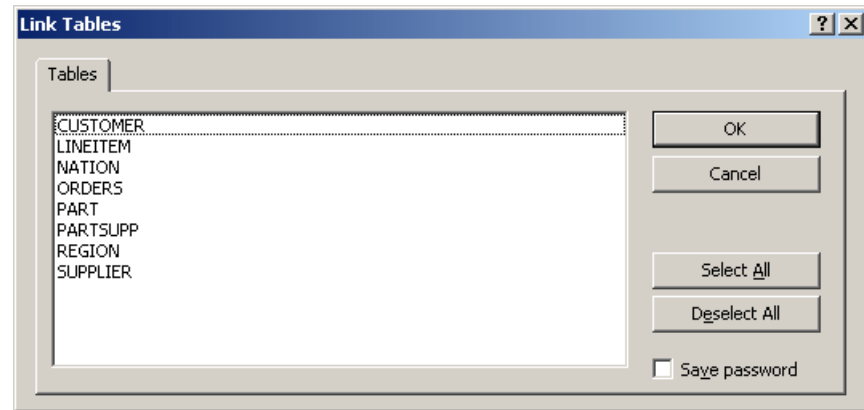 Link Tables
Tables
CUSTOMER
LINEITEM
NATION
ORDERS
PART
PARTSUPP
REGION
SUPPLIER
OK
Cancel
Select All
Deselect All
Save password